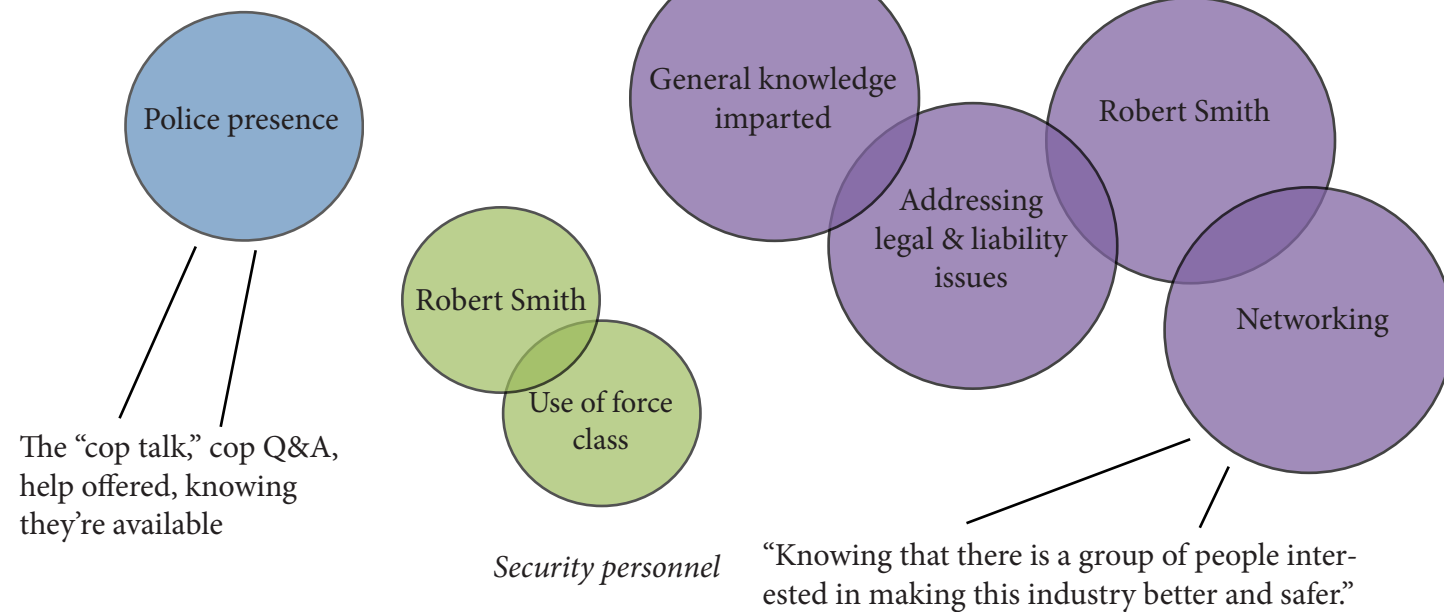 Police presence
General knowledge
imparted
Robert Smith
Addressing
legal & liability
issues
Networking
Robert Smith
Use of force
class
The “cop talk,” cop Q&A,
help offered, knowing
they’re available
Security personnel
“Knowing that there is a group of people inter-
ested in making this industry better and safer.”